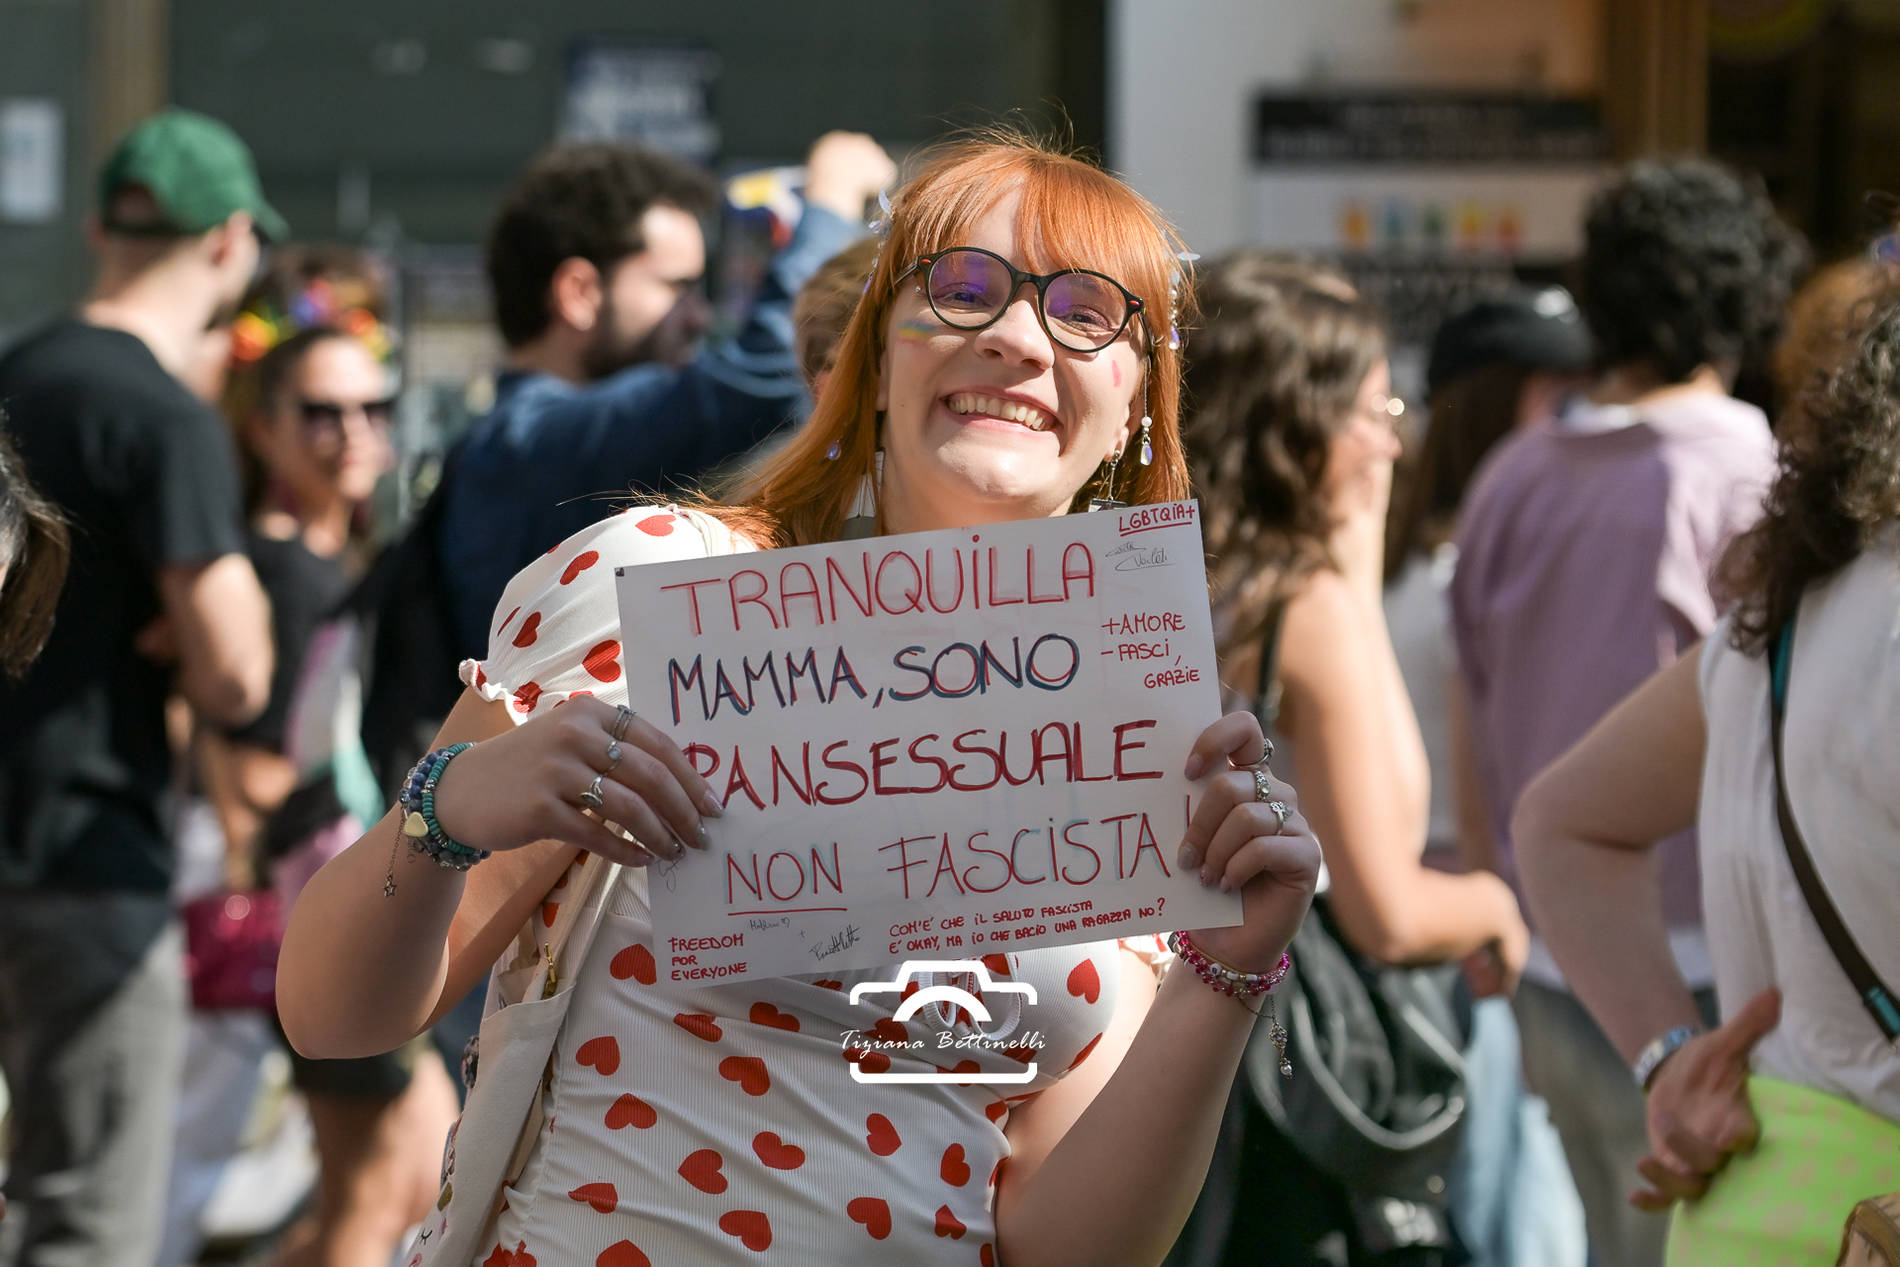 LGBTQIA+
TRANQUILLA
MAMMA, SONO
+AMORE
-FASCI,
GRAZIE
PANSESSUALE
NON FASCISTA!
FREEDOM
FOR
EVERYONE
COM'E' CHE IL SALUTO FASCISTA
E' OKAY, MA IO CHE BACIO UNA RAGAZZA NO?
Tiziana Bettinelli